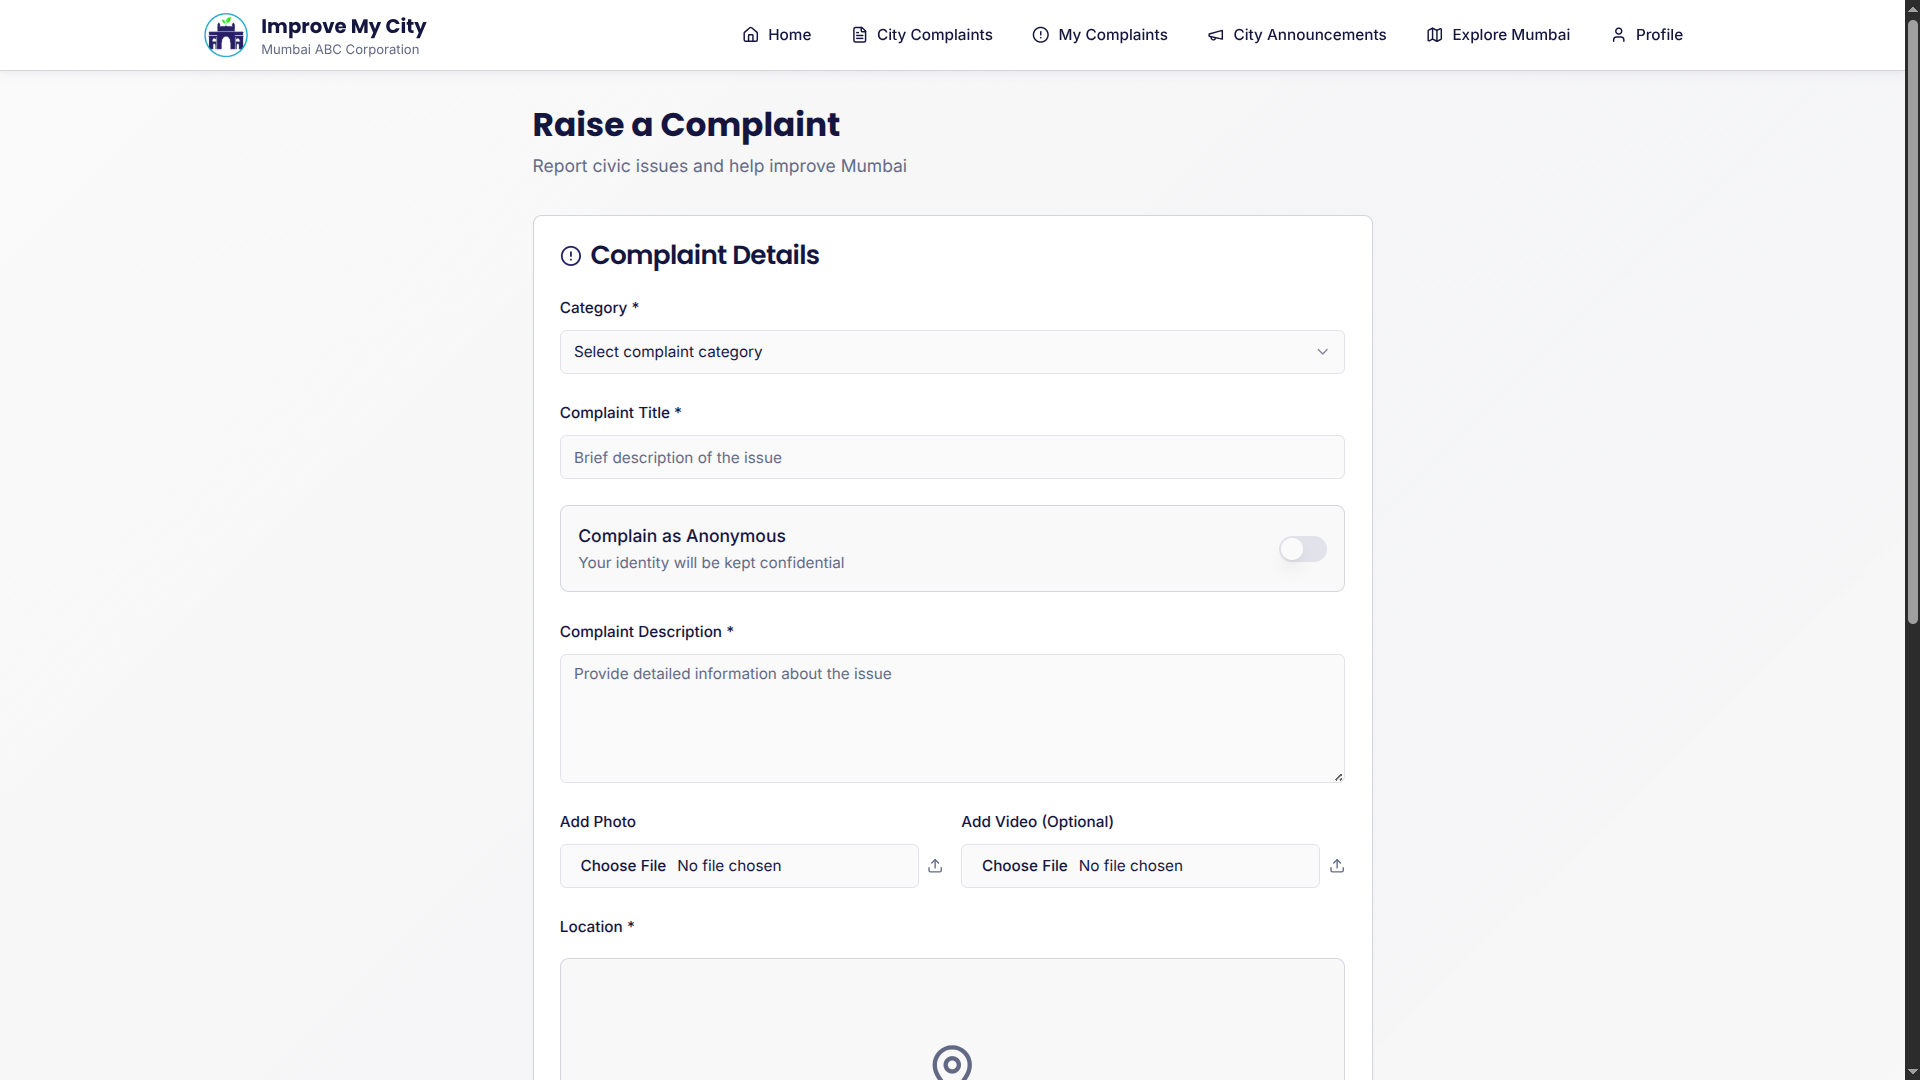 Improve My City
Mumbai ABC Corporation
Home
City Complaints
My Complaints
City Announcements
Explore Mumbai
Profile
Raise a Complaint
Report civic issues and help improve Mumbai
Complaint Details
Category *
Select complaint category
Complaint Title *
Brief description of the issue
Complain as Anonymous
Your identity will be kept confidential
Complaint Description *
Provide detailed information about the issue
Add Photo
Choose File No file chosen
Add Video (Optional)
Choose File No file chosen
Location *